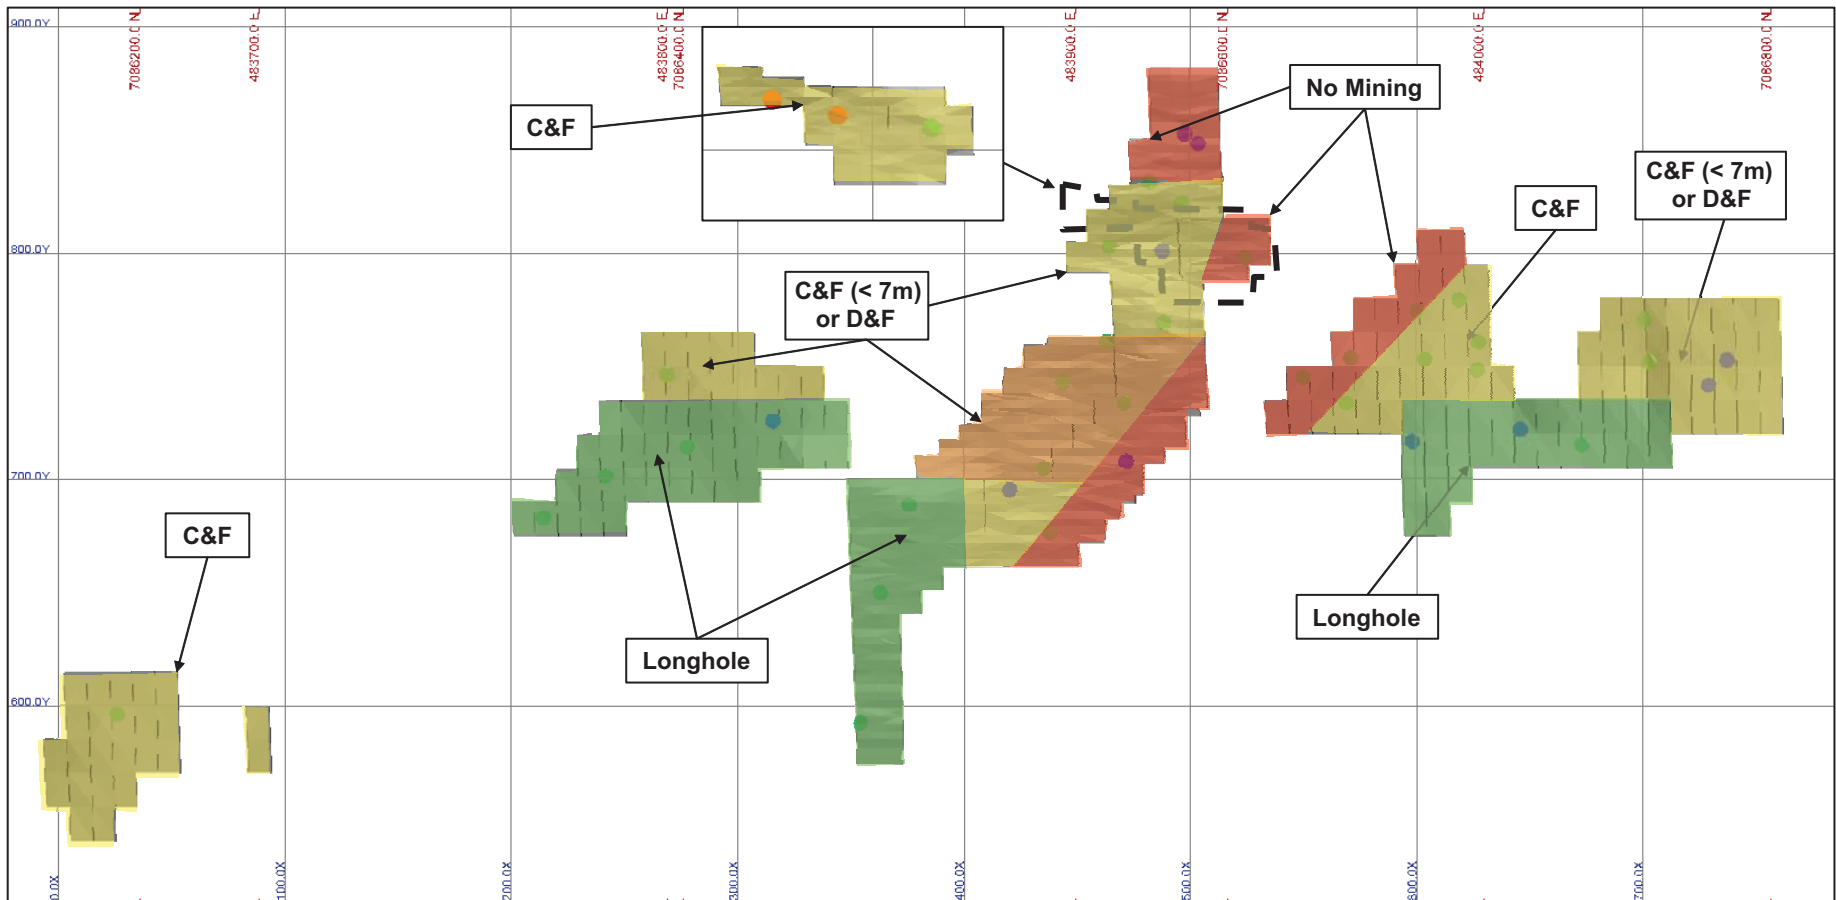 900.0Y
7086200.0 N
483700.0 E
483800.0 E
7086400.0 N
483900.0 E
7086600.0 N
484000.0 E
7086800.0 N
No Mining
C&F
C&F (< 7m)
or D&F
C&F
800.0Y
C&F (< 7m)
or D&F
700.0Y
C&F
Longhole
Longhole
600.0Y
0.0X
100.0X
200.0X
300.0X
400.0X
500.0X
600.0X
700.0X